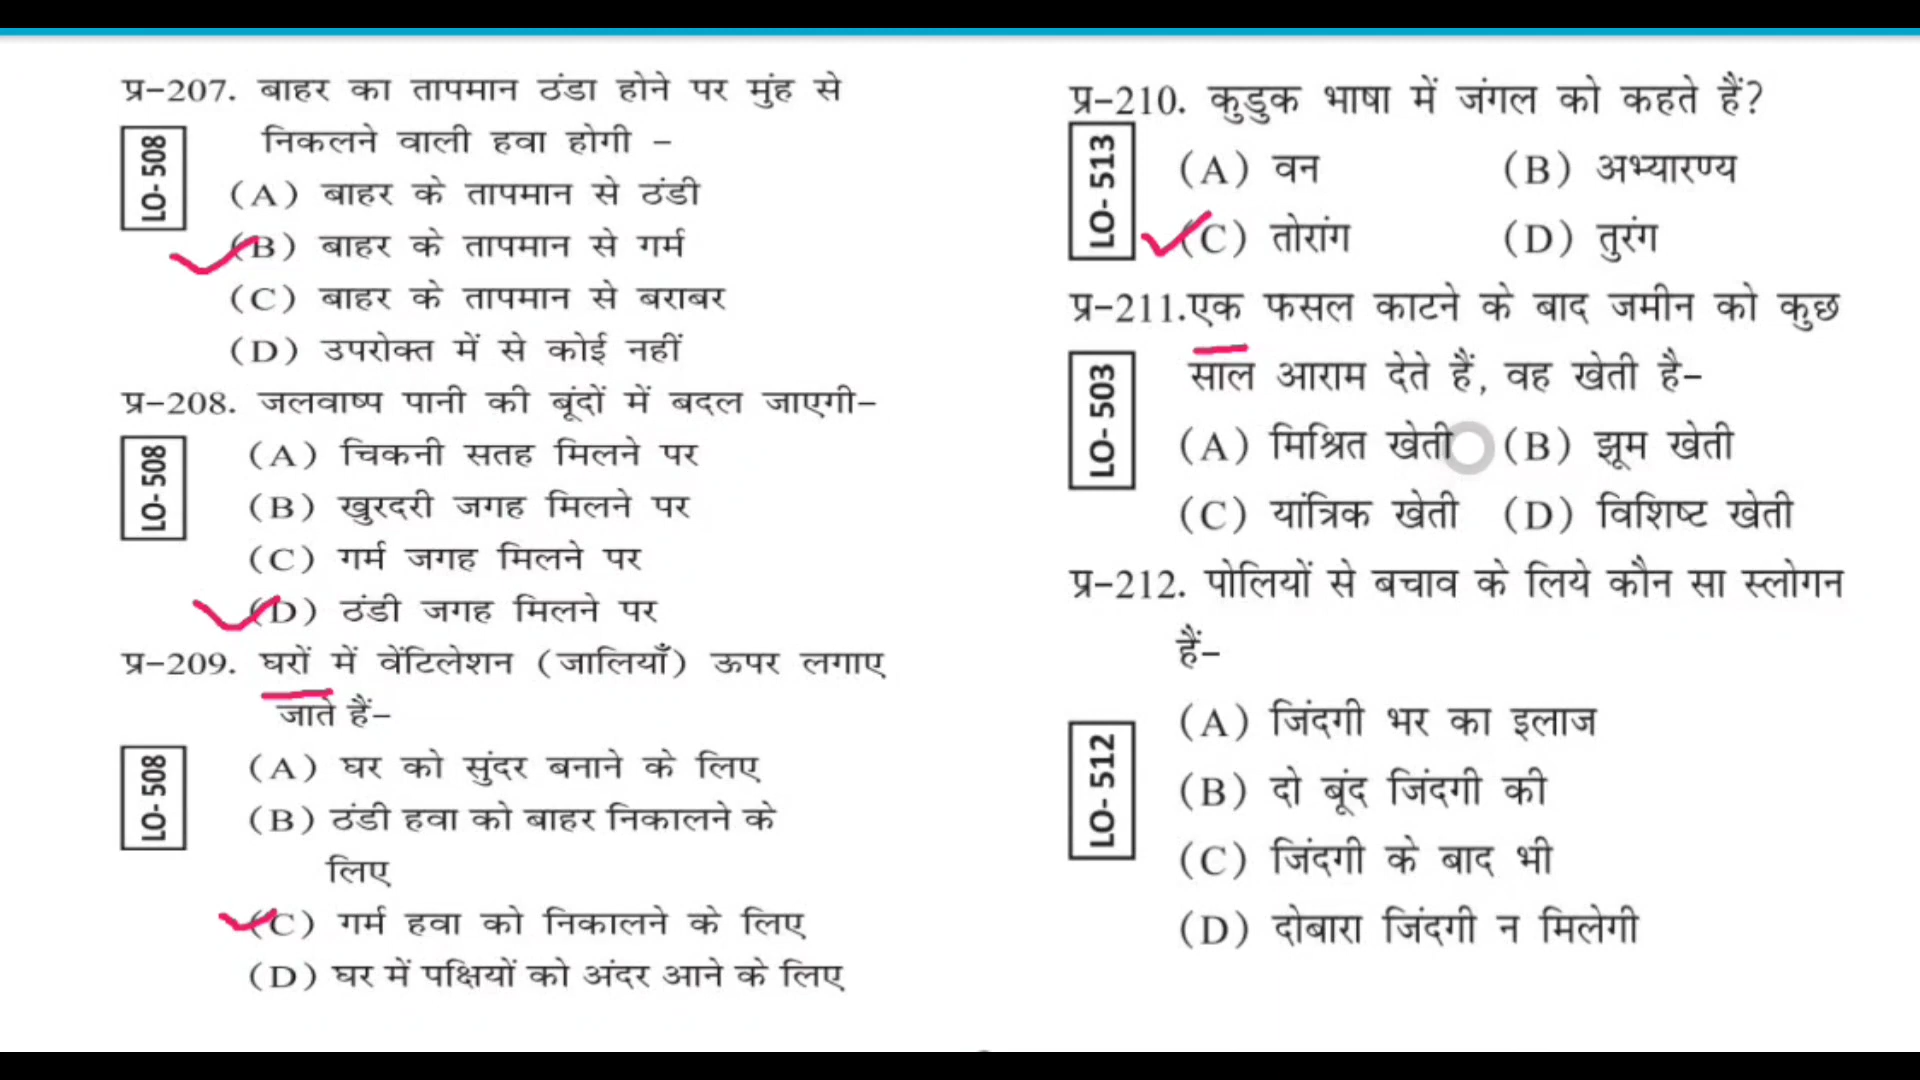 प्र-207. बाहर का तापमान ठंडा होने पर मुंह से
निकलने वाली हवा होगी -
LO- 508
(A) बाहर के तापमान से ठंडी
(B) बाहर के तापमान से गर्म
(C) बाहर के तापमान से बराबर
(D) उपरोक्त में से कोई नहीं
प्र-208. जलवाष्प पानी की बूंदों में बदल जाएगी-
LO- 508
(A) चिकनी सतह मिलने पर
(B) खुरदरी जगह मिलने पर
(C) गर्म जगह मिलने पर
(D) ठंडी जगह मिलने पर
प्र-209. घरों में वेंटिलेशन (जालियाँ) ऊपर लगाए
जाते हैं-
LO- 508
(A) घर को सुंदर बनाने के लिए
(B) ठंडी हवा को बाहर निकालने के
लिए
(C) गर्म हवा को निकालने के लिए
(D) घर में पक्षियों को अंदर आने के लिए
प्र-210. कुडुक भाषा में जंगल को कहते हैं?
LO- 513
(A) वन (B) अभ्यारण्य
(C) तोरांग (D) तुरंग
प्र-211.एक फसल काटने के बाद जमीन को कुछ
साल आराम देते हैं, वह खेती है-
LO- 503
(A) मिश्रित खेती (B) झूम खेती
(C) यांत्रिक खेती (D) विशिष्ट खेती
प्र-212. पोलियों से बचाव के लिये कौन सा स्लोगन
हैं-
LO- 512
(A) जिंदगी भर का इलाज
(B) दो बूंद जिंदगी की
(C) जिंदगी के बाद भी
(D) दोबारा जिंदगी न मिलेगी